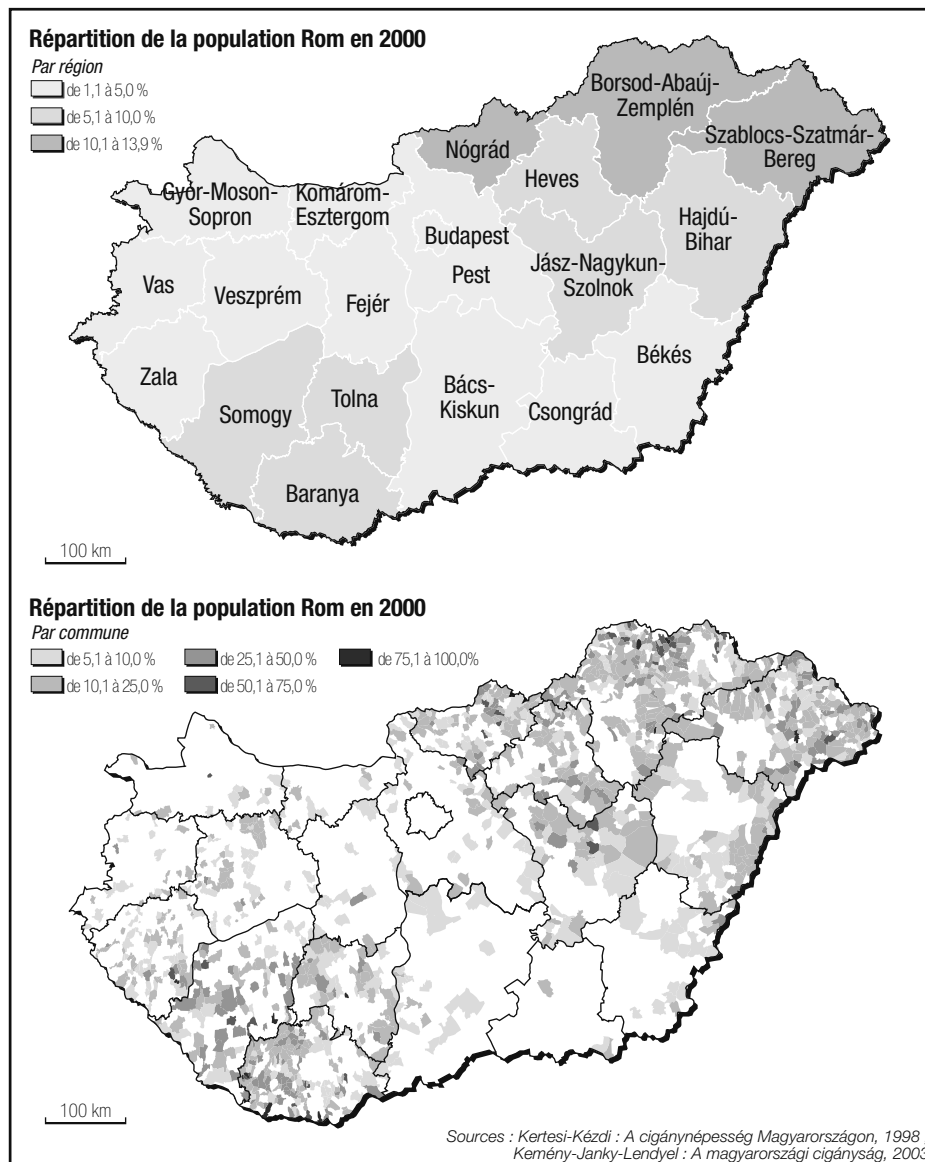 Répartition de la population Rom en 2000
Par région
de 1,1 à 5,0 %
de 5,1 à 10,0 %
de 10,1 à 13,9 %
Borsod-Abaúj-
Zemplén
Szablocs-Szatmár-
Bereg
Nógrád
Heves
Győr-Moson-
Sopron
Komárom-
Esztergom
Hajdú-
Bihar
Budapest
Pest
Jász-Nagykun-
Szolnok
Vas
Veszprém
Fejér
Békés
Zala
Somogy
Tolna
Bács-
Kiskun
Csongrád
Baranya
100 km
Répartition de la population Rom en 2000
Par commune
de 5,1 à 10,0 %
de 25,1 à 50,0 %
de 75,1 à 100,0%
de 10,1 à 25,0 %
de 50,1 à 75,0 %
100 km
Sources : Kertesi-Kézdi : A cigánynépesség Magyarországon, 1998 ;
Kemény-Janky-Lendyel : A magyarországi cigányság, 2003